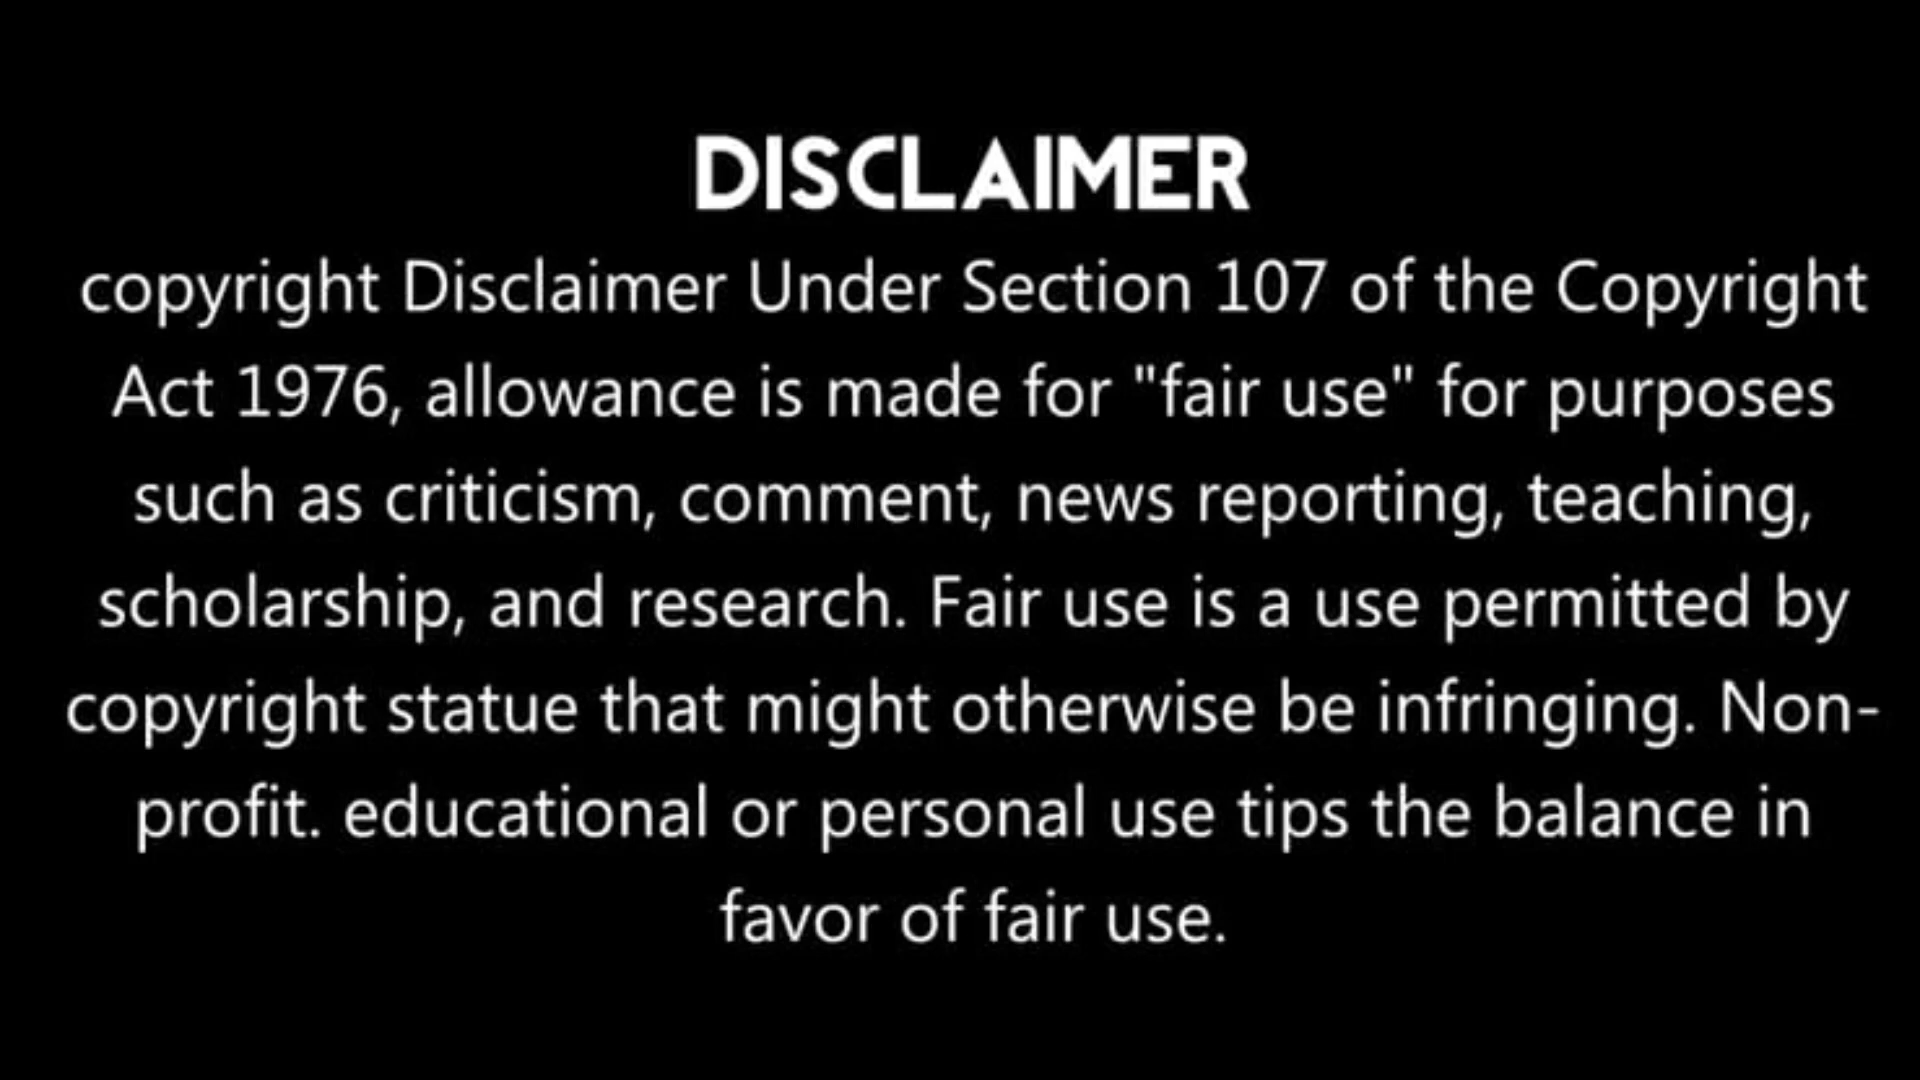 DISCLAIMER
copyright Disclaimer Under Section 107 of the Copyright
Act 1976, allowance is made for "fair use" for purposes
such as criticism, comment, news reporting, teaching,
scholarship, and research. Fair use is a use permitted by
copyright statue that might otherwise be infringing. Non-
profit. educational or personal use tips the balance in
favor of fair use.